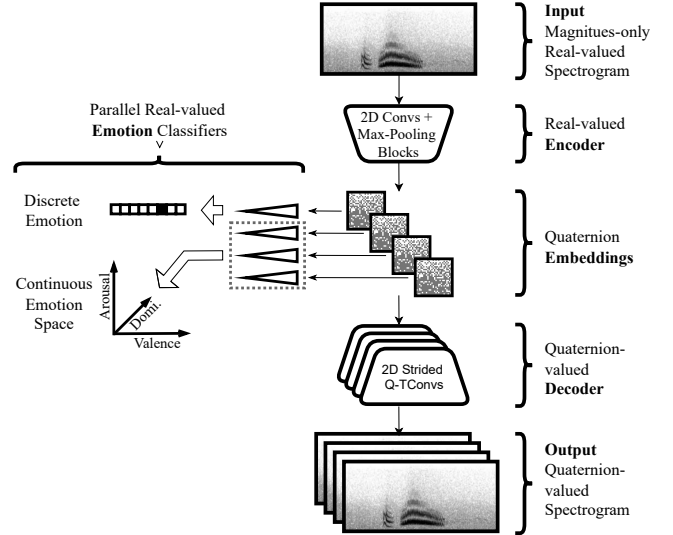 Input
Magnitues-only
Real-valued
Spectrogram
Parallel Real-valued
Emotion Classifiers
2D Convs +
Max-Pooling
Blocks
Real-valued
Encoder
Discrete
Emotion
Quaternion
Embeddings
Continuous
Emotion
Space
Arousal
Domi.
Valence
2D Strided
Q-TConvs
Quaternion-
valued
Decoder
Output
Quaternion-
valued
Spectrogram